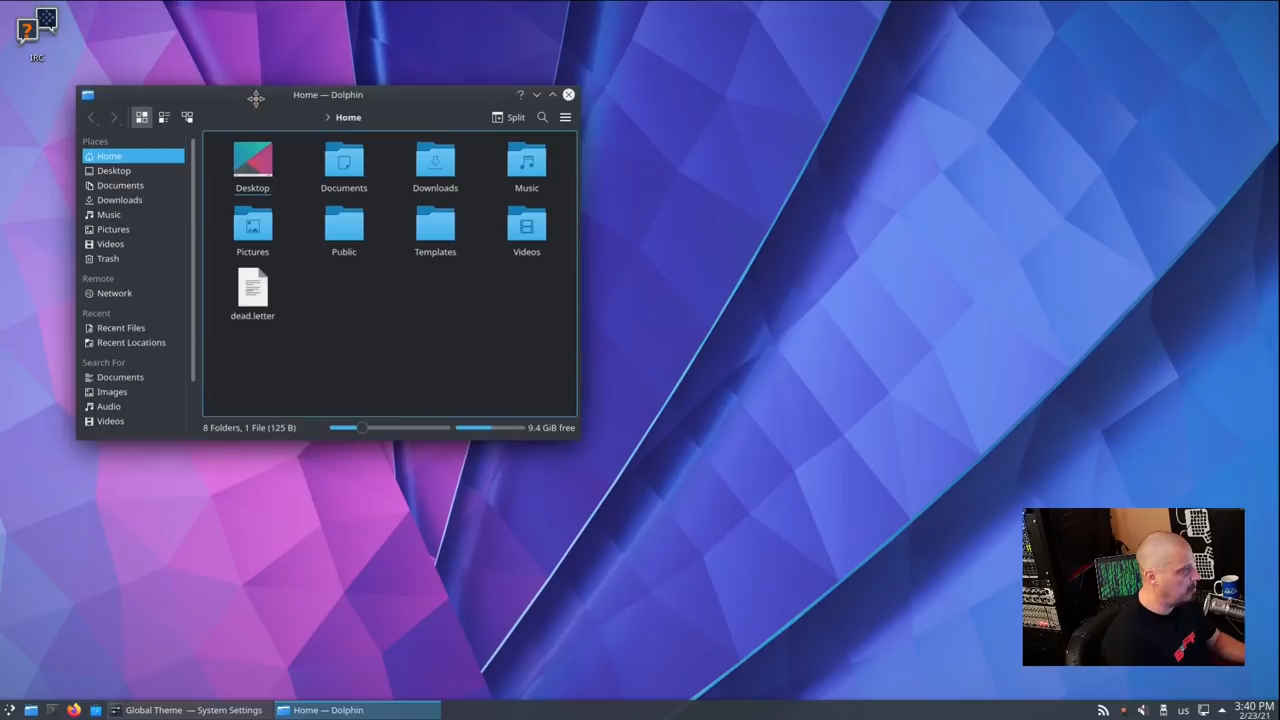 IRC
Home — Dolphin
Home
Split
Places
Home
Desktop
Documents
Downloads
Music
Pictures
Videos
Trash
Remote
Network
Recent
Recent Files
Recent Locations
Search For
Documents
Images
Audio
Videos
Desktop
Documents
Downloads
Music
Pictures
Public
Templates
Videos
dead.letter
8 Folders, 1 File (125 B)
9.4 GiB free
Global Theme — System Settings
Home — Dolphin
us
3:40 PM
2/23/21